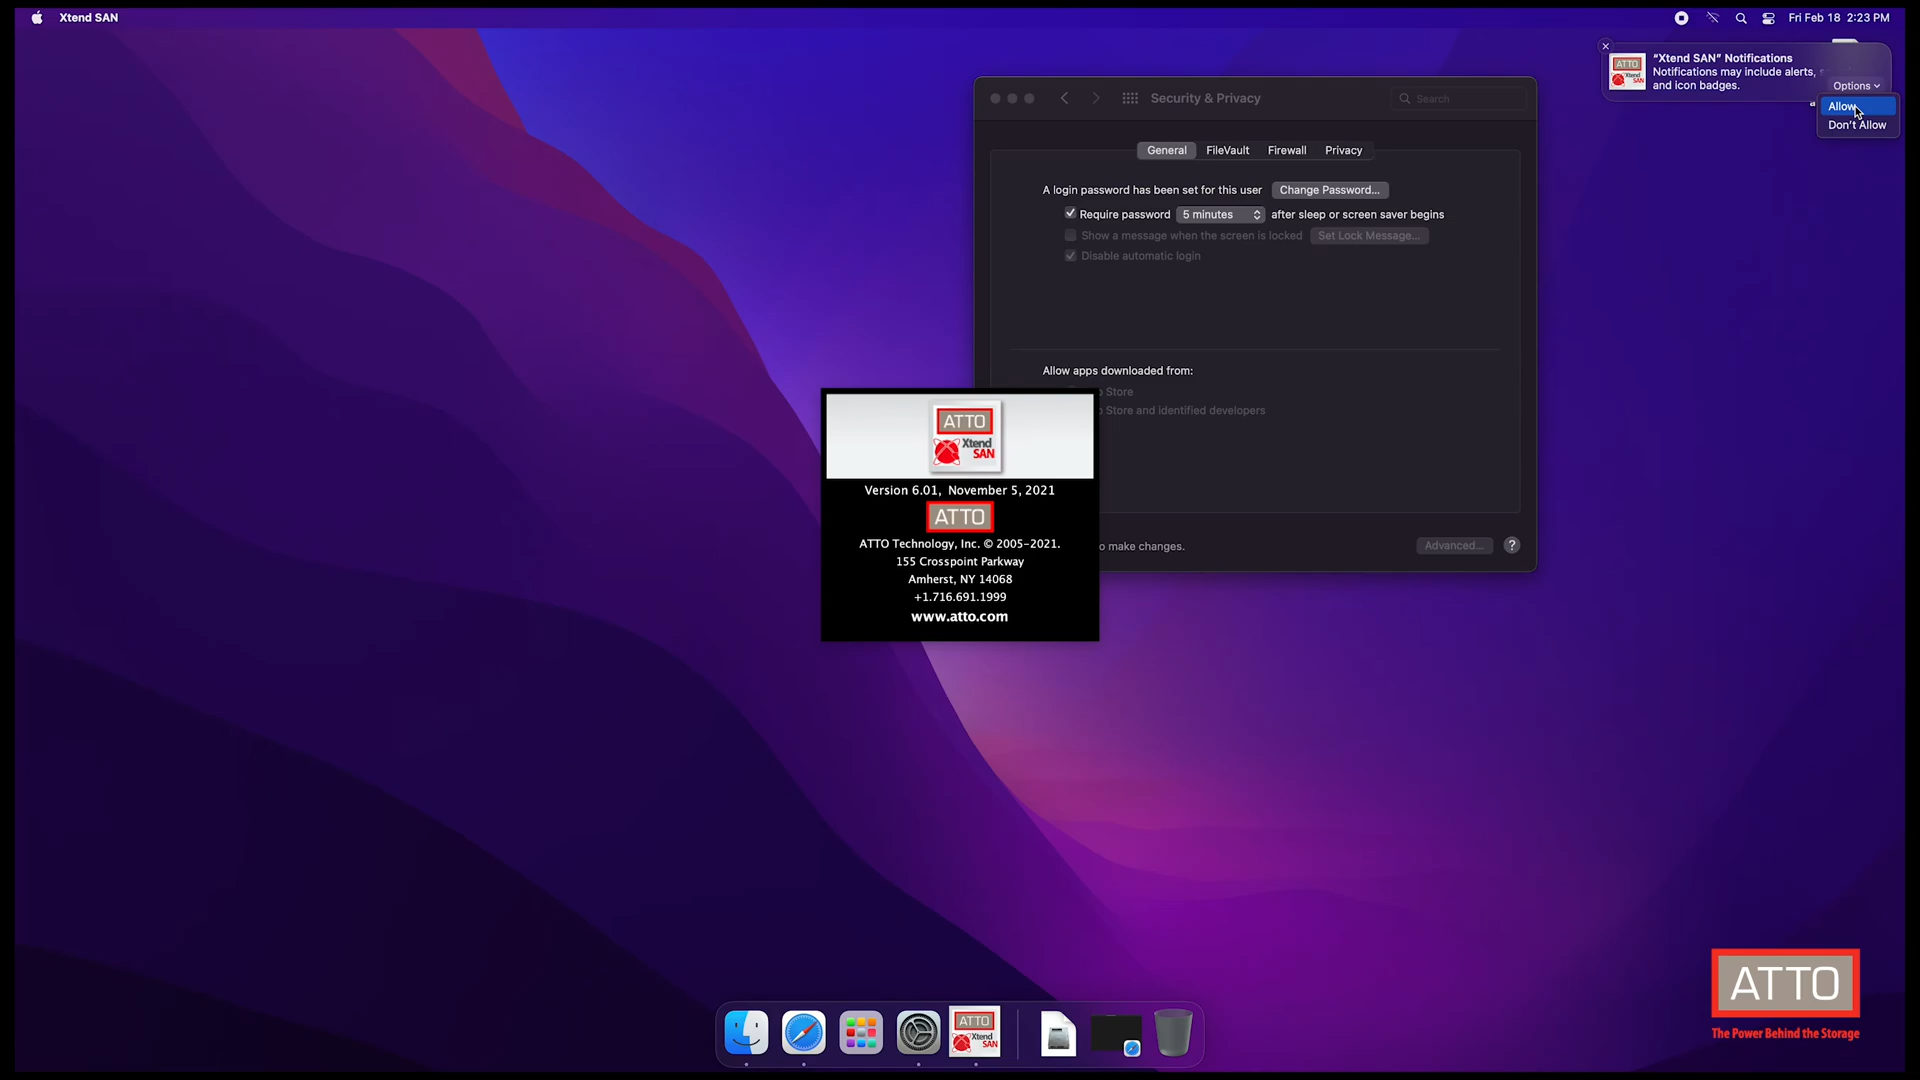 Xtend SAN
Fri Feb 18 2:23 PM
"Xtend SAN" Notifications
Notifications may include alerts,
and icon badges.
Options
Allow
Don't Allow
ATTO
Xtend
SAN
Security & Privacy
Search
General FileVault Firewall Privacy
A login password has been set for this user Change Password...
Require password 5 minutes after sleep or screen saver begins
Show a message when the screen is locked Set Lock Message...
Disable automatic login
Allow apps downloaded from:
Store
Store and identified developers
to make changes.
Advanced... ?
ATTO
Xtend
SAN
Version 6.01, November 5, 2021
ATTO
ATTO Technology, Inc. © 2005-2021.
155 Crosspoint Parkway
Amherst, NY 14068
+1.716.691.1999
www.atto.com
ATTO
Xtend
SAN
ATTO
The Power Behind the Storage